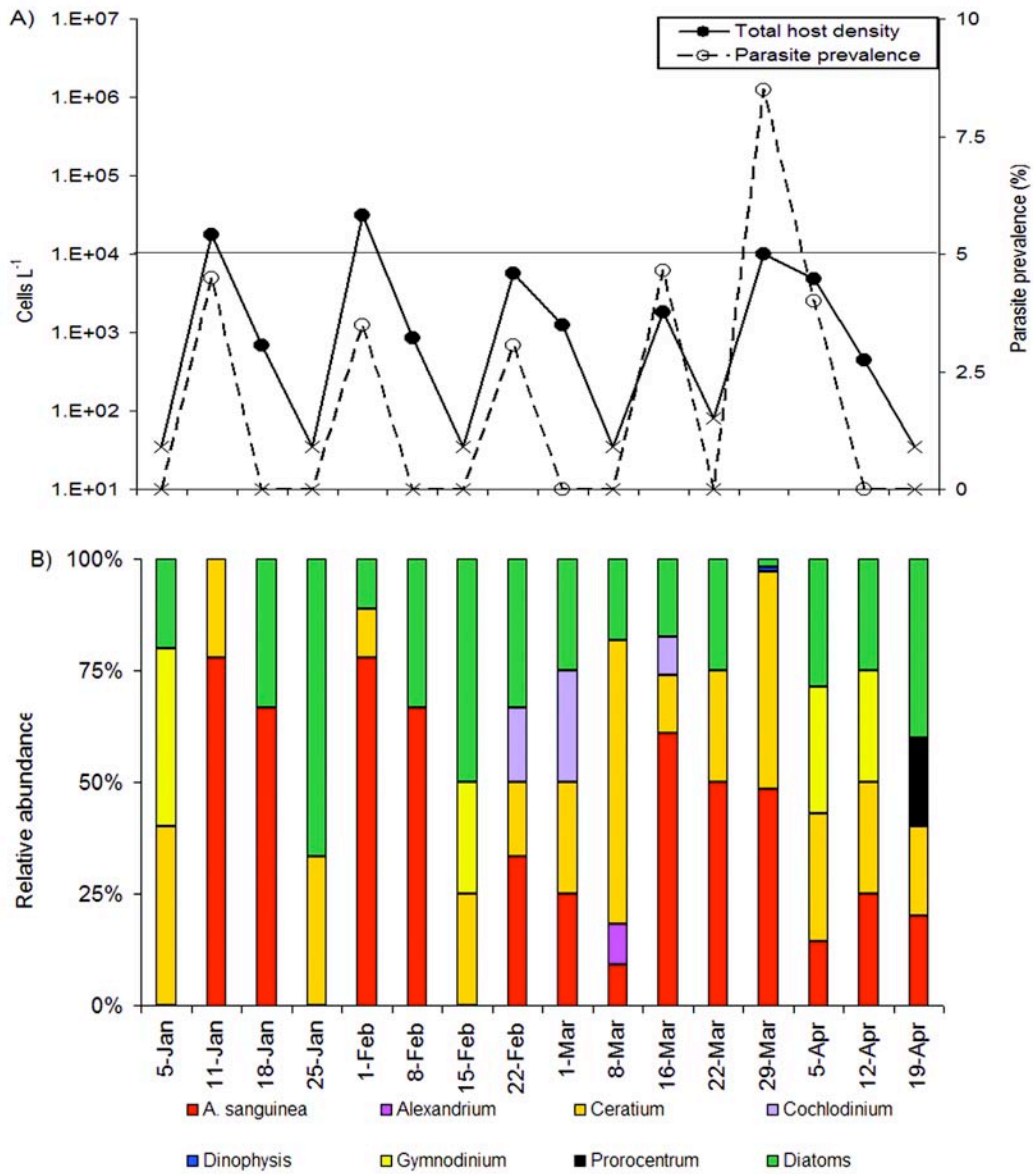 A)
Total host density
Parasite prevalence
1.E+07
1.E+06
1.E+05
1.E+04
1.E+03
1.E+02
1.E+01
Cells L⁻¹
10
7.5
5
2.5
0
Parasite prevalence (%)
B)
100%
75%
50%
25%
0%
Relative abundance
5-Jan
11-Jan
18-Jan
25-Jan
1-Feb
8-Feb
15-Feb
22-Feb
1-Mar
8-Mar
16-Mar
22-Mar
29-Mar
5-Apr
12-Apr
19-Apr
A. sanguinea Alexandrium Ceratium Cochlodinium
Dinophysis Gymnodinium Prorocentrum Diatoms